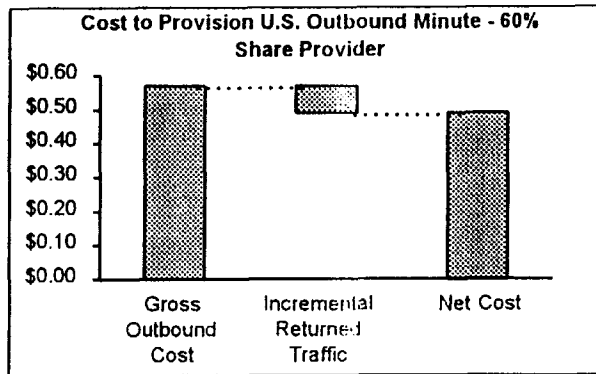 Cost to Provision U.S. Outbound Minute - 60%
Share Provider
$0.60
$0.50
$0.40
$0.30
$0.20
$0.10
$0.00
Gross
Outbound
Cost
Incremental
Returned
Traffic
Net Cost